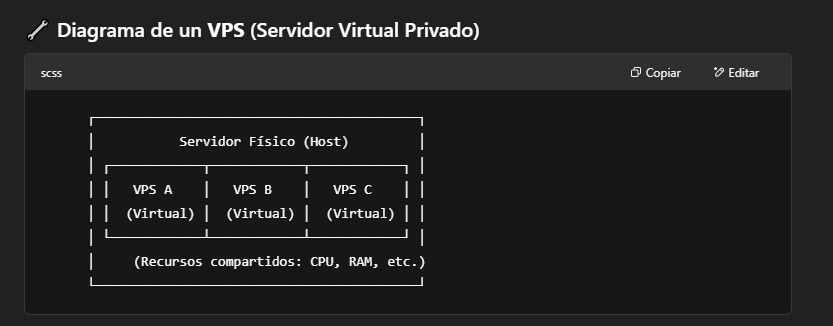 Diagrama de un VPS (Servidor Virtual Privado)
scss Copiar Editar
Servidor Físico (Host)
VPS A VPS B VPS C
(Virtual) (Virtual) (Virtual)
(Recursos compartidos: CPU, RAM, etc.)